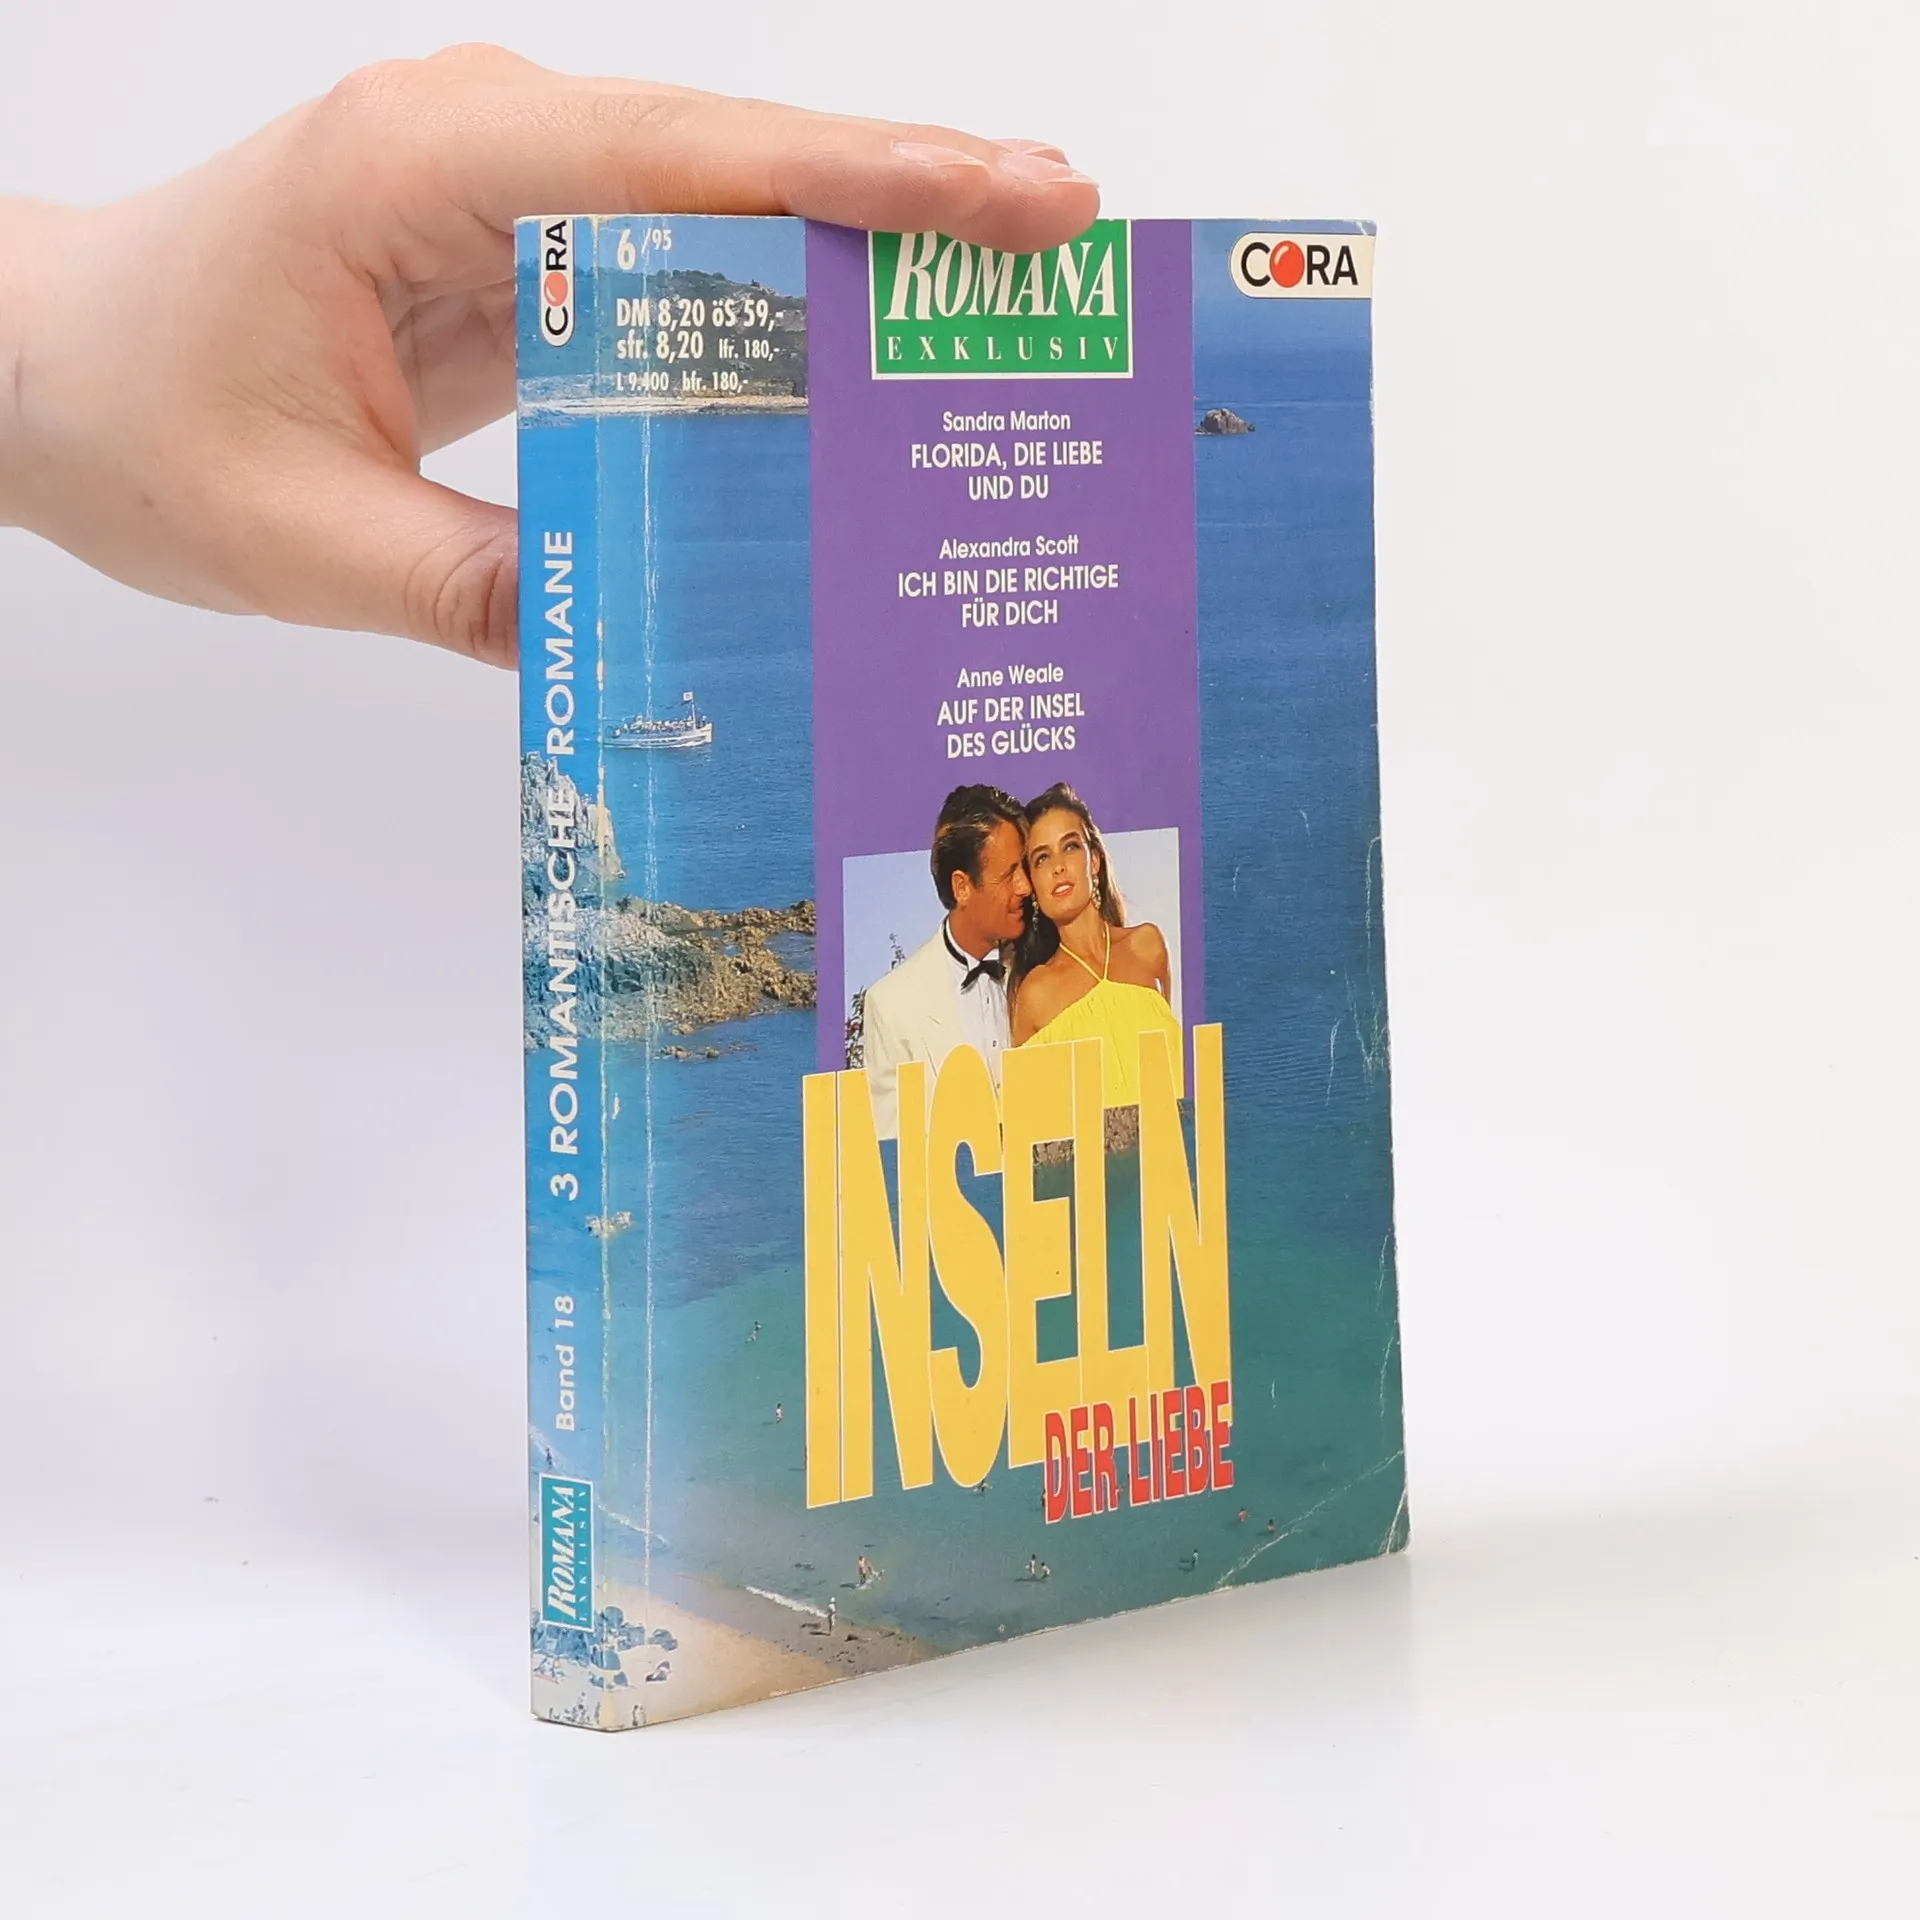 CORA
3 ROMANTISCHE ROMANE
Band 18
ROMANA
EXKLUSIV
6/95
DM 8,20 öS 59,-
sfr. 8,20 lfr. 180,-
L 9.400 bfr. 180,-
ROMANA
EXKLUSIV
CORA
Sandra Marton
FLORIDA, DIE LIEBE
UND DU
Alexandra Scott
ICH BIN DIE RICHTIGE
FÜR DICH
Anne Weale
AUF DER INSEL
DES GLÜCKS
INSELN
DER LIEBE